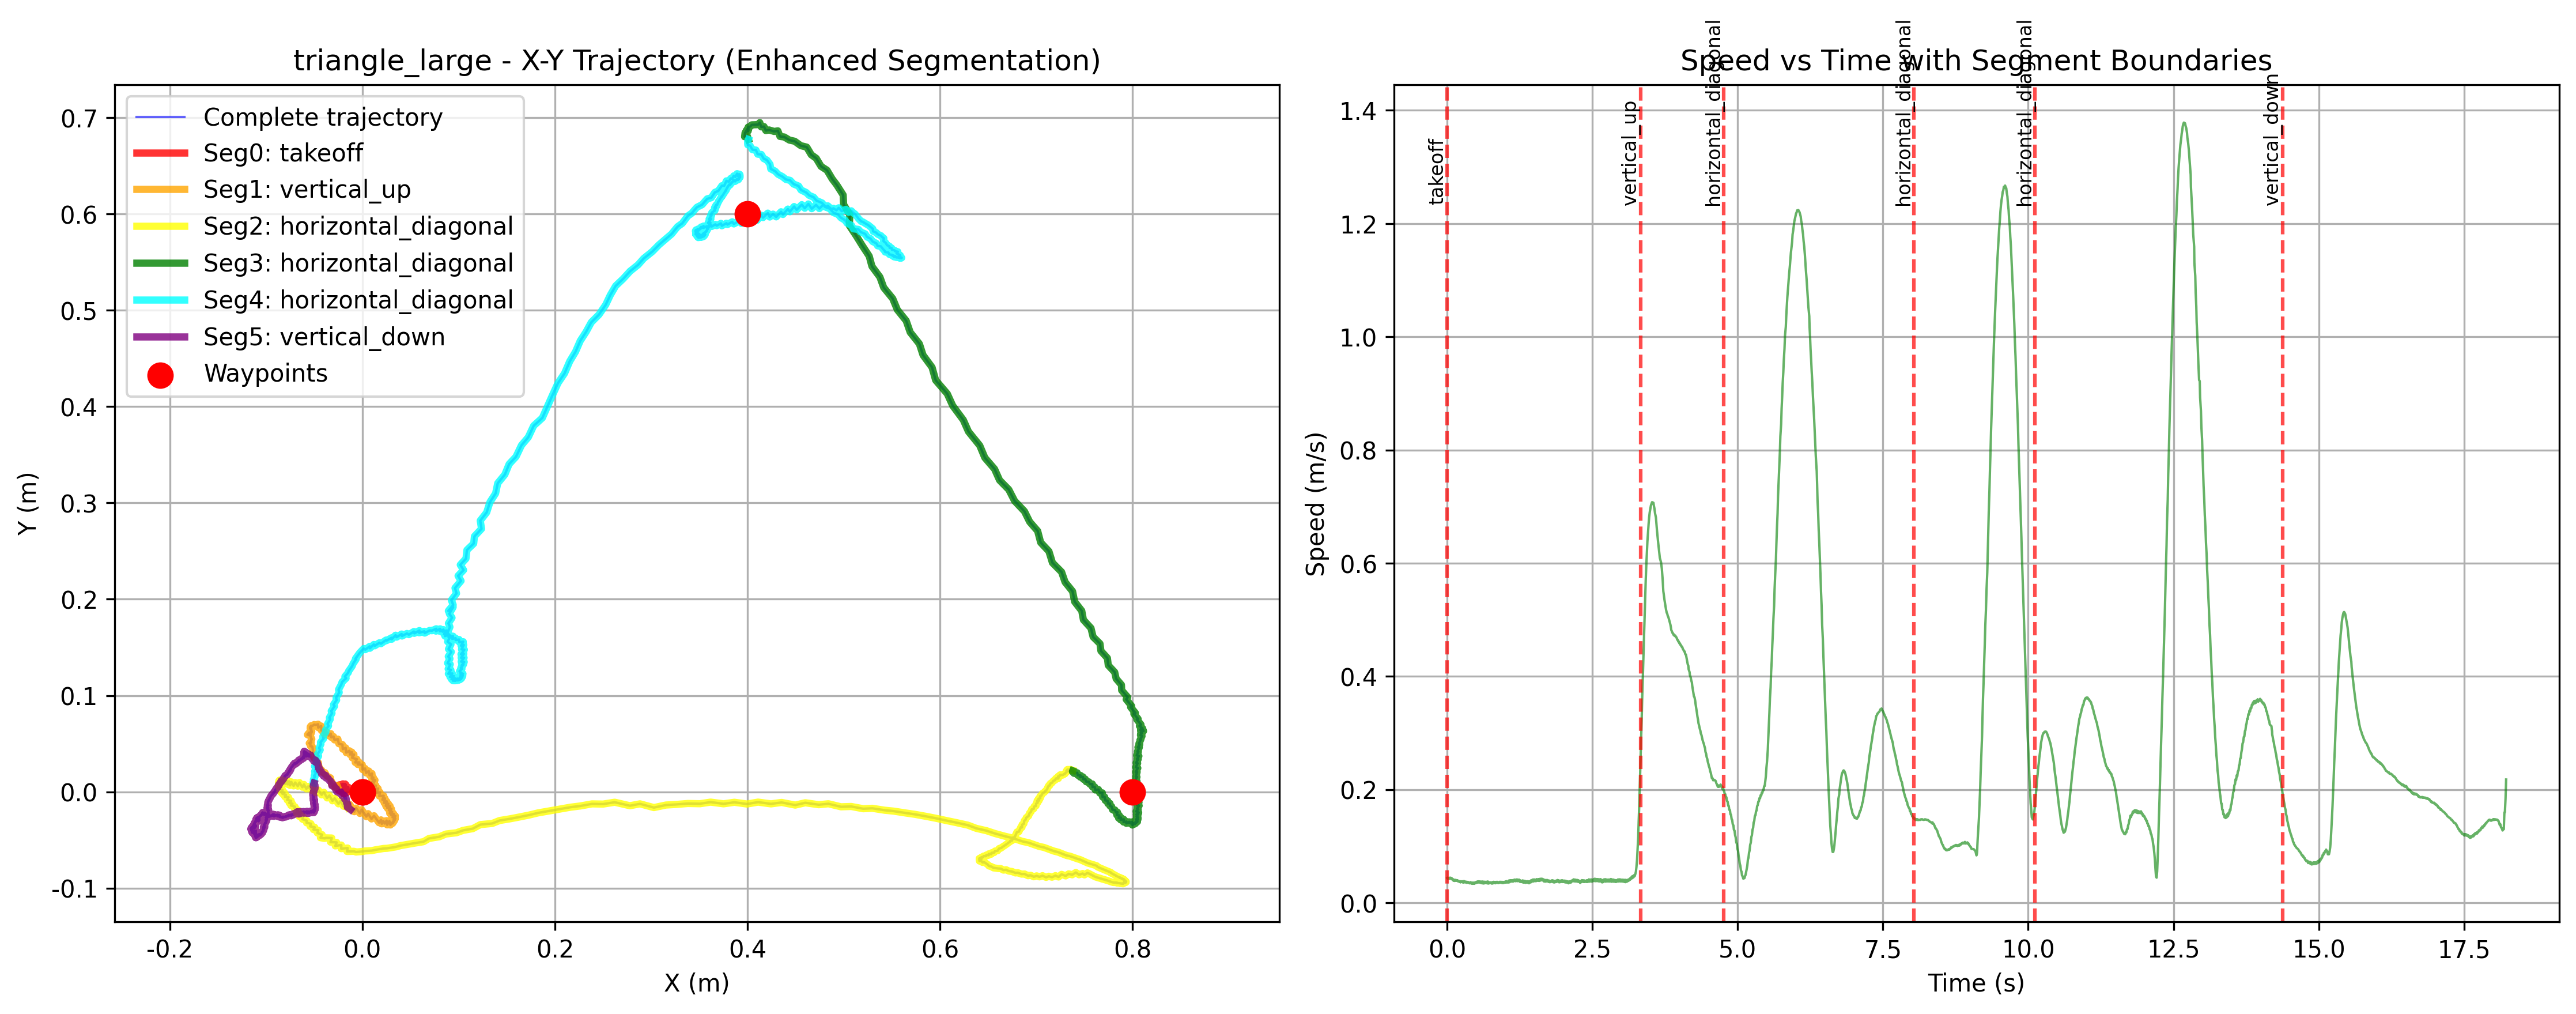 triangle_large - X-Y Trajectory (Enhanced Segmentation)
Complete trajectory
Seg0: takeoff
Seg1: vertical_up
Seg2: horizontal_diagonal
Seg3: horizontal_diagonal
Seg4: horizontal_diagonal
Seg5: vertical_down
Waypoints
Y (m)
0.7
0.6
0.5
0.4
0.3
0.2
0.1
0.0
-0.1
-0.2
0.0
0.2
0.4
0.6
0.8
X (m)
Speed vs Time with Segment Boundaries
takeoff
vertical_up
horizontal_diagonal
horizontal_diagonal
horizontal_diagonal
vertical_down
Speed (m/s)
1.4
1.2
1.0
0.8
0.6
0.4
0.2
0.0
0.0
2.5
5.0
7.5
10.0
12.5
15.0
17.5
Time (s)